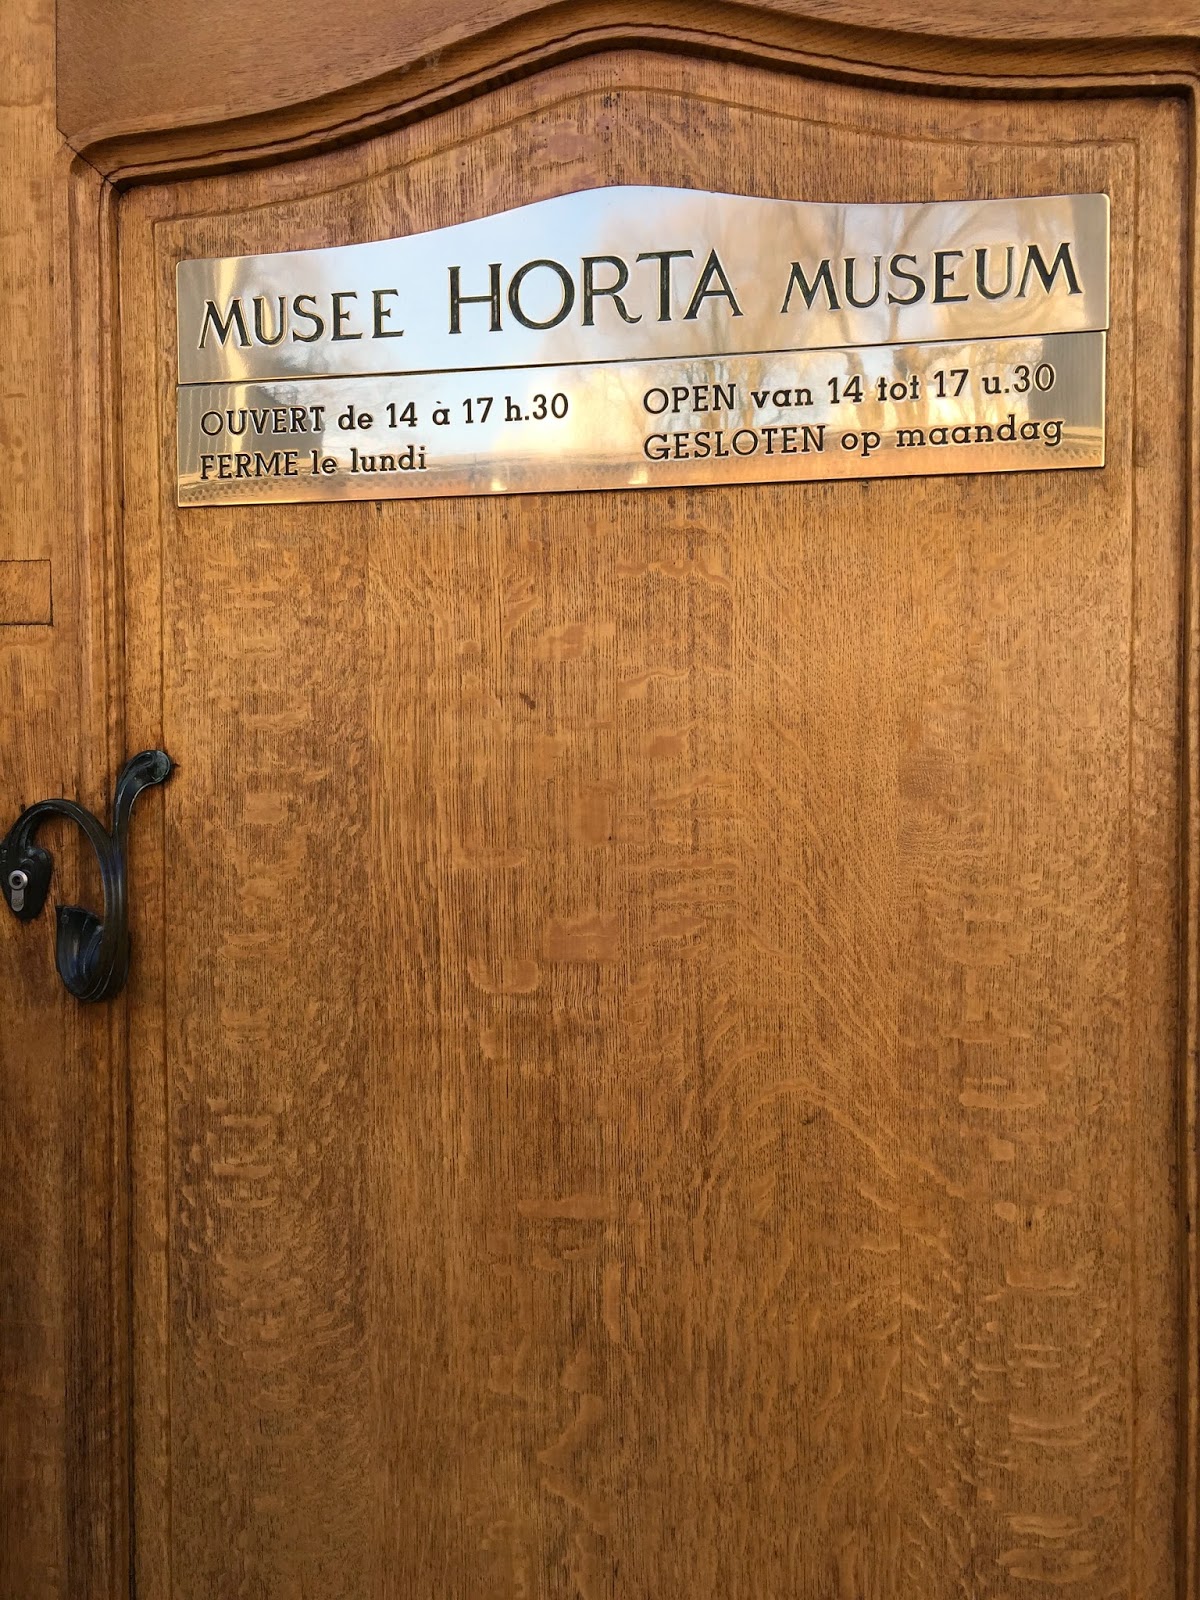 MUSEE HORTA MUSEUM
OUVERT de 14 à 17 h.30
FERME le lundi
OPEN van 14 tot 17 u.30
GESLOTEN op maandag